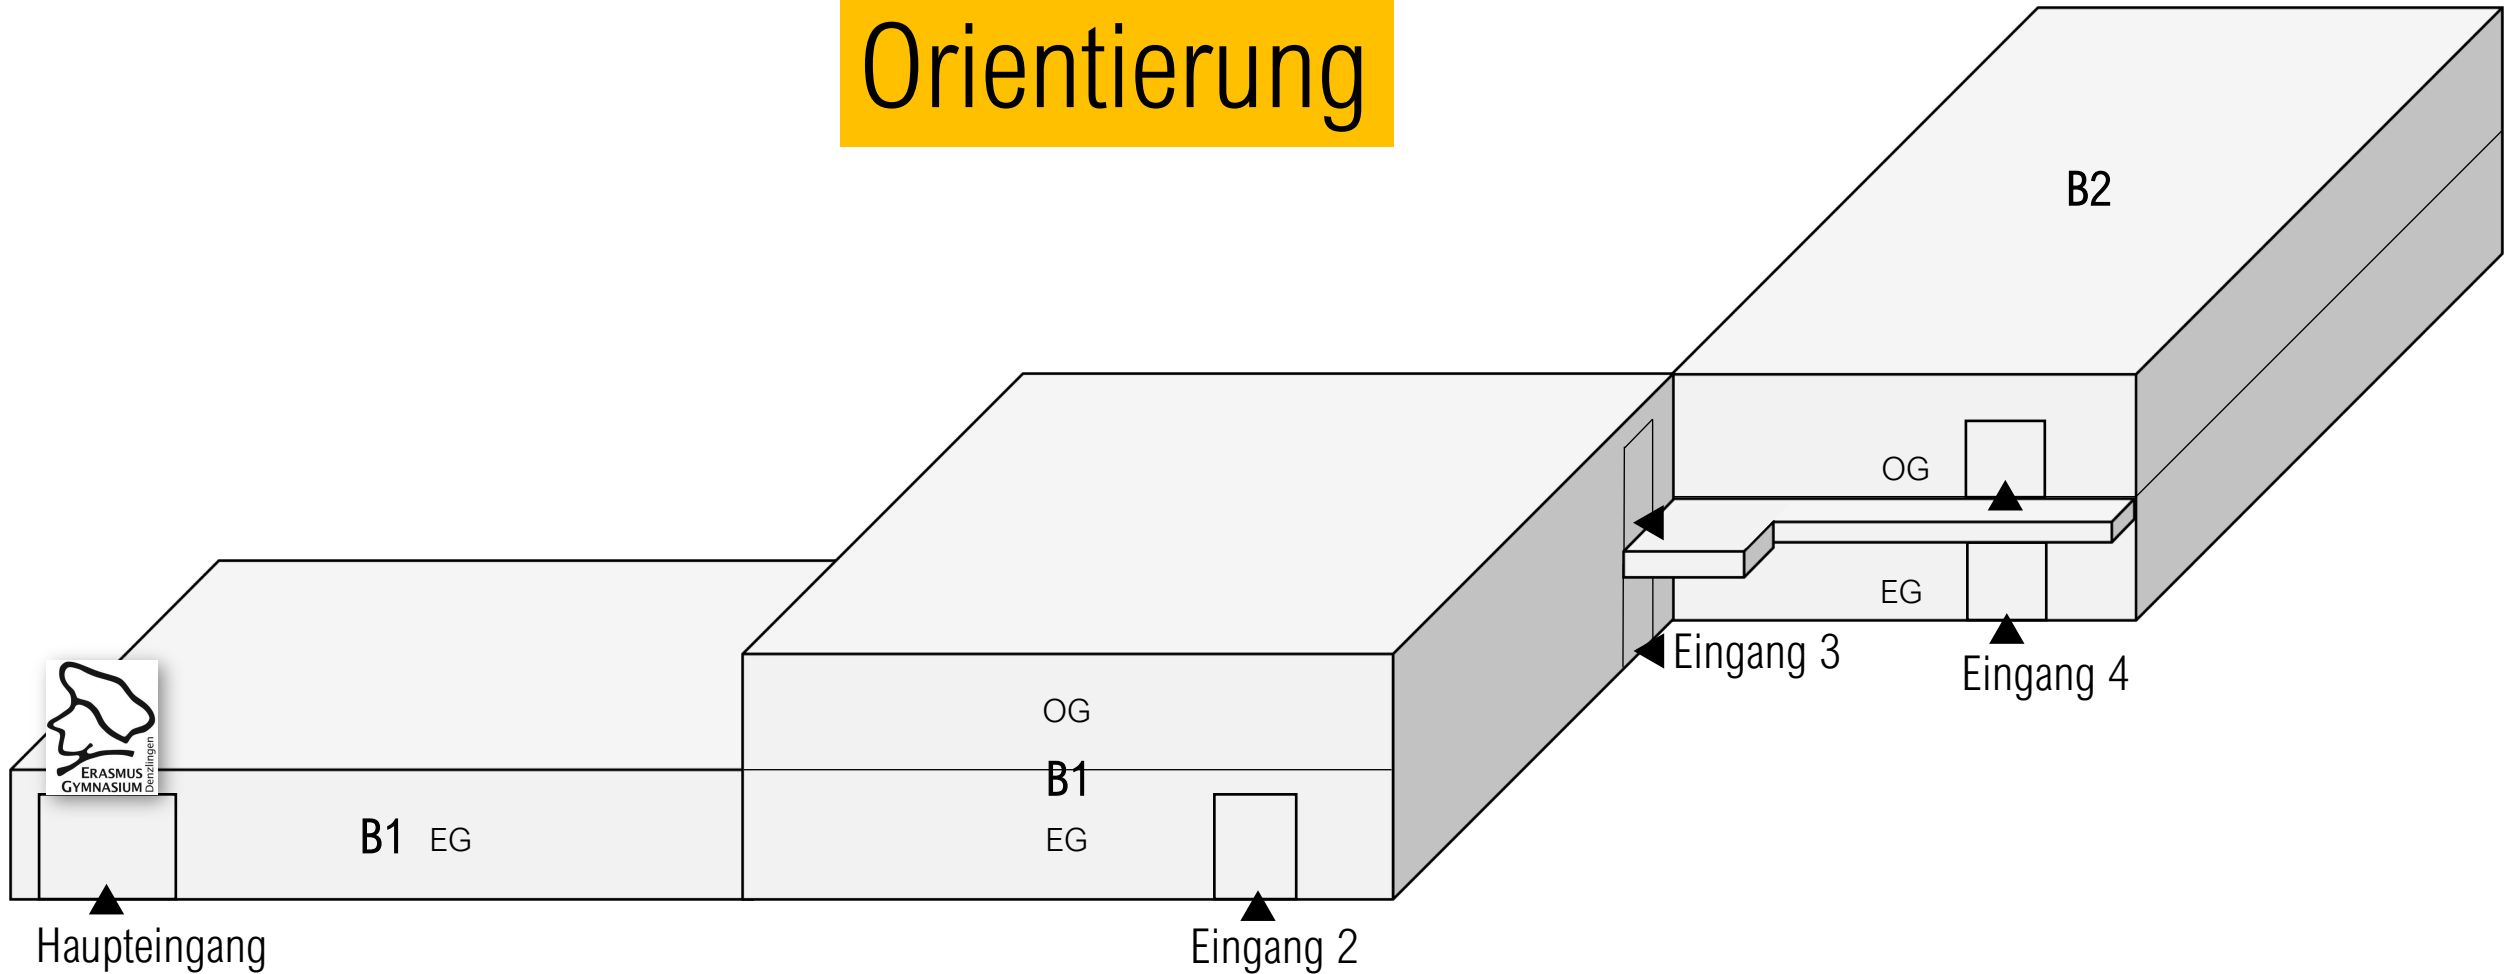 Orientierung
B2
OG
EG
Eingang 3
Eingang 4
OG
B1
EG
B1 EG
ERASMUS
GYMNASIUM
Denzlingen
Haupteingang
Eingang 2